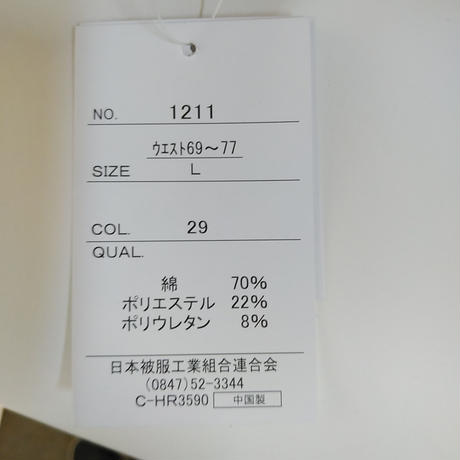 NO. 1211
ウエスト69～77
SIZE L
COL. 29
QUAL.
綿 70%
ポリエステル 22%
ポリウレタン 8%
日本被服工業組合連合会
(0847)52-3344
C-HR3590 中国製